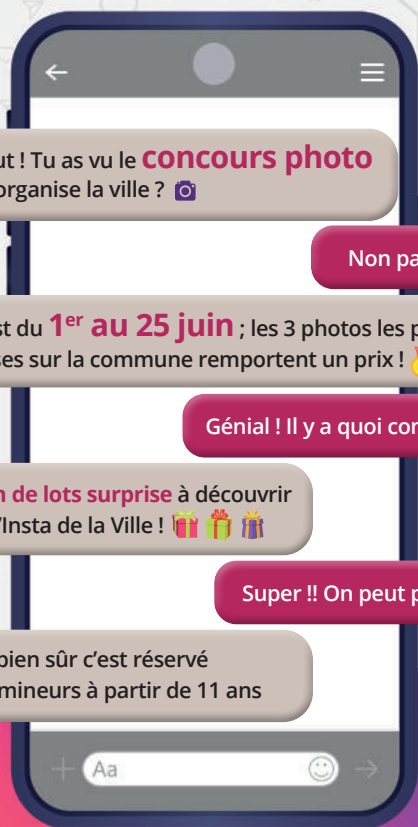 ut ! Tu as vu le concours photo
organise la ville ?
Non pa
st du 1er au 25 juin ; les 3 photos les p
ses sur la commune remportent un prix !
Génial ! Il y a quoi co
n de lots surprise à découvrir
’Insta de la Ville !
Super !! On peut p
bien sûr c’est réservé
mineurs à partir de 11 ans
Aa